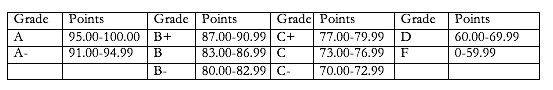 Grade Points Grade Points Grade Points Grade Points
A 95.00-100.00 B+ 87.00-90.99 C+ 77.00-79.99 D 60.00-69.99
A- 91.00-94.99 B 83.00-86.99 C 73.00-76.99 F 0-59.99
B- 80.00-82.99 C- 70.00-72.99